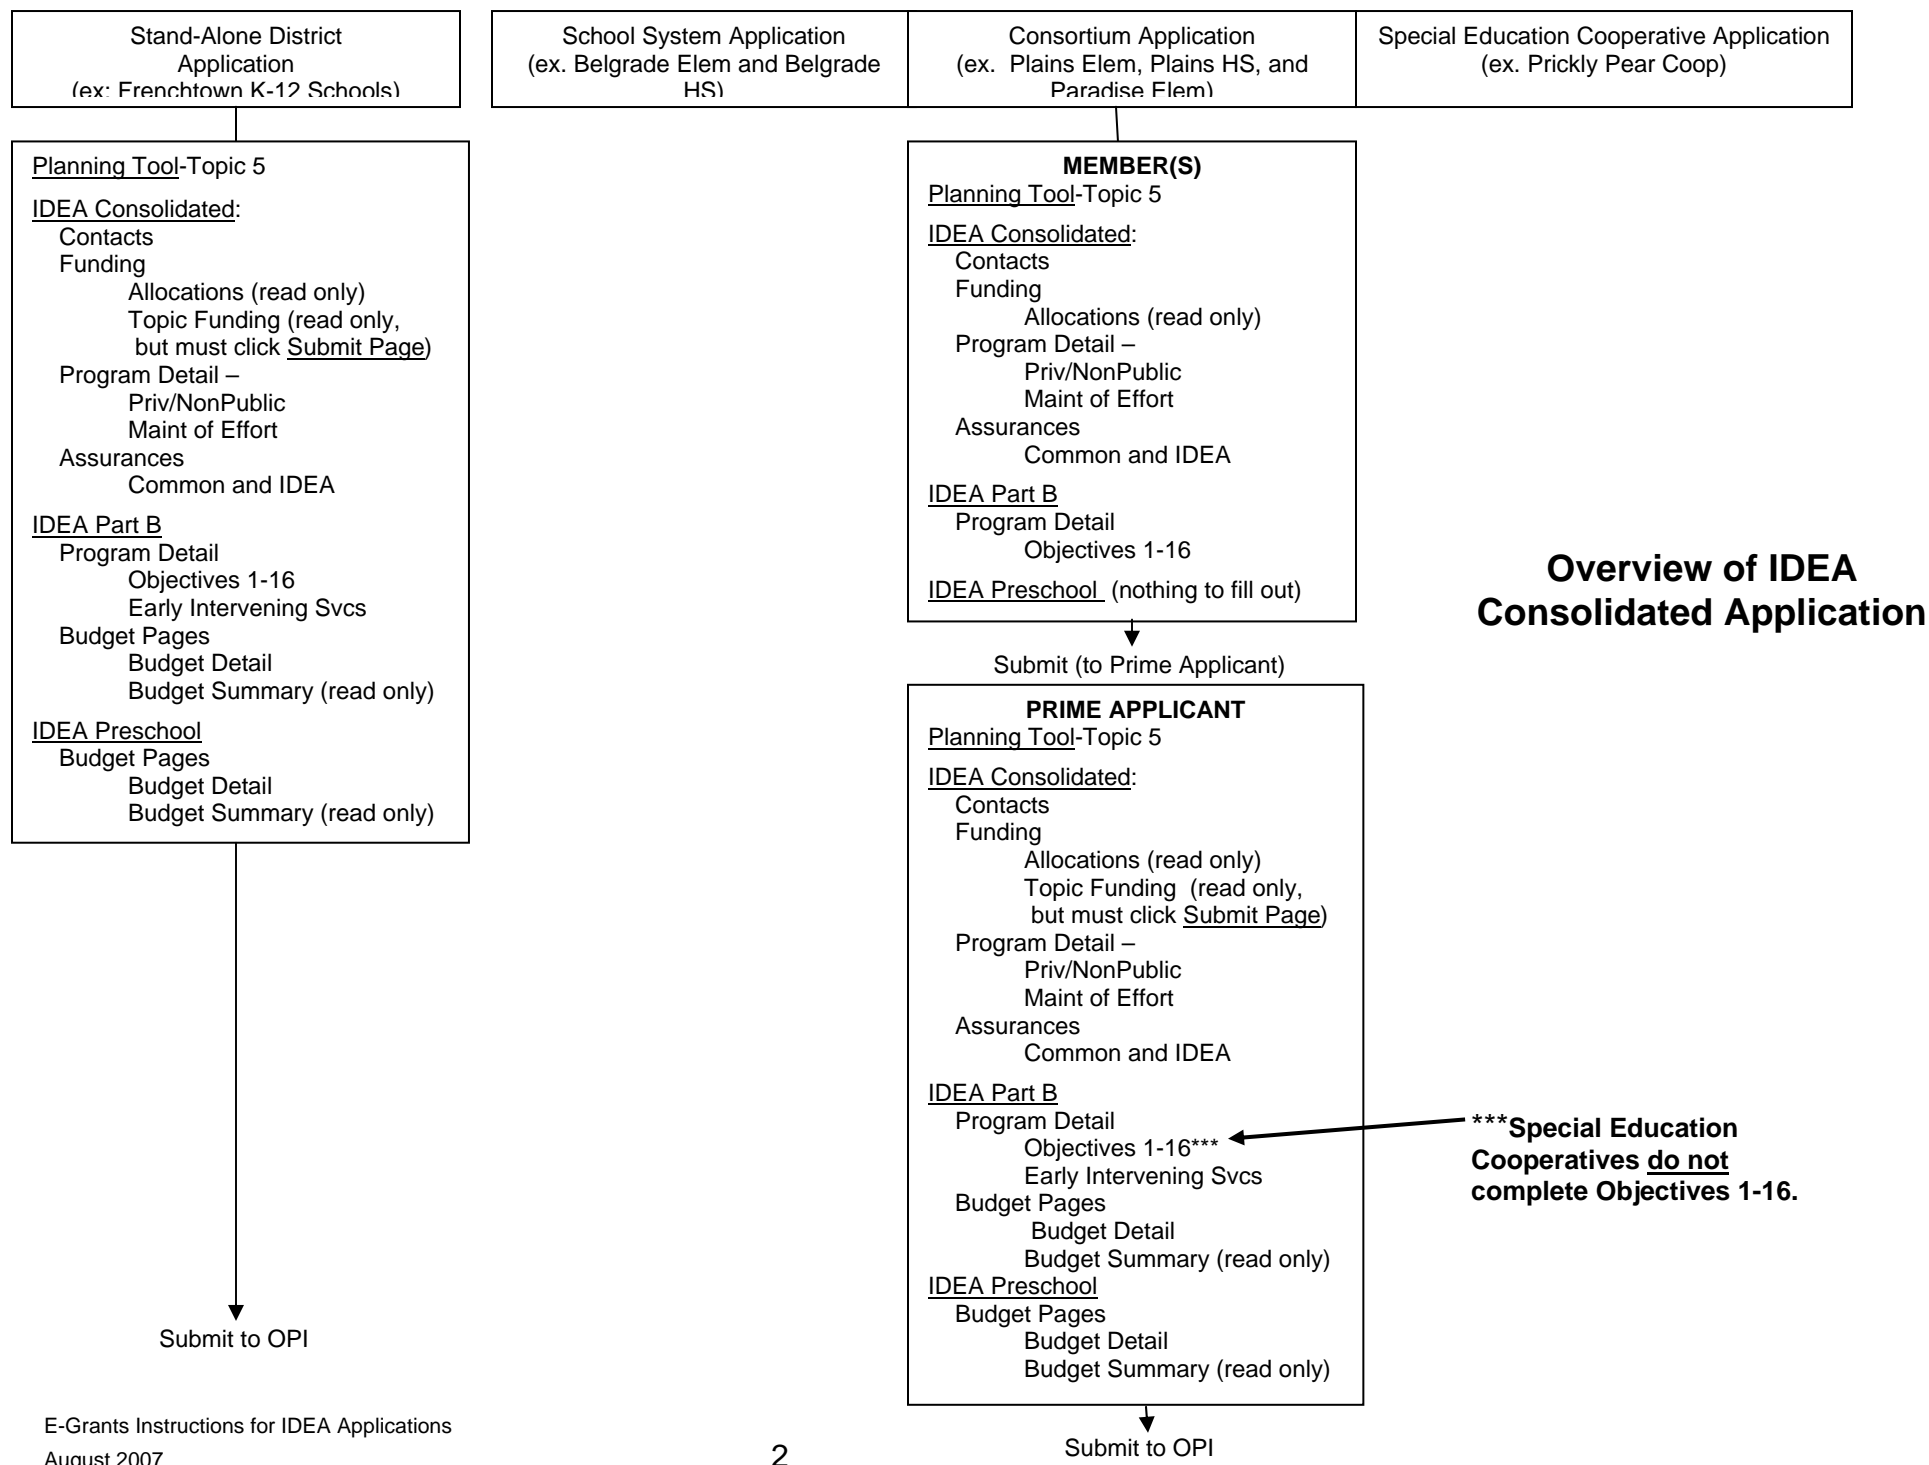 Stand-Alone District
Application
(ex: Frenchtown K-12 Schools)
School System Application
(ex. Belgrade Elem and Belgrade
HS)
Consortium Application
(ex.  Plains Elem, Plains HS, and
Paradise Elem)
Special Education Cooperative Application
(ex. Prickly Pear Coop)
Planning Tool-Topic 5
IDEA Consolidated:
Contacts
Funding
Allocations (read only)
Topic Funding (read only,
but must click Submit Page)
Program Detail –
Priv/NonPublic
Maint of Effort
Assurances
Common and IDEA
IDEA Part B
Program Detail
Objectives 1-16
Early Intervening Svcs
Budget Pages
Budget Detail
Budget Summary (read only)
IDEA Preschool
Budget Pages
Budget Detail
Budget Summary (read only)
Submit to OPI
MEMBER(S)
Planning Tool-Topic 5
IDEA Consolidated:
Contacts
Funding
Allocations (read only)
Program Detail –
Priv/NonPublic
Maint of Effort
Assurances
Common and IDEA
IDEA Part B
Program Detail
Objectives 1-16
IDEA Preschool  (nothing to fill out)
Submit (to Prime Applicant)
PRIME APPLICANT
Planning Tool-Topic 5
IDEA Consolidated:
Contacts
Funding
Allocations (read only)
Topic Funding  (read only,
but must click Submit Page)
Program Detail –
Priv/NonPublic
Maint of Effort
Assurances
Common and IDEA
IDEA Part B
Program Detail
Objectives 1-16***
Early Intervening Svcs
Budget Pages
Budget Detail
Budget Summary (read only)
IDEA Preschool
Budget Pages
Budget Detail
Budget Summary (read only)
Submit to OPI
Overview of IDEA
Consolidated Application
***Special Education
Cooperatives do not
complete Objectives 1-16.
E-Grants Instructions for IDEA Applications
August 2007
2